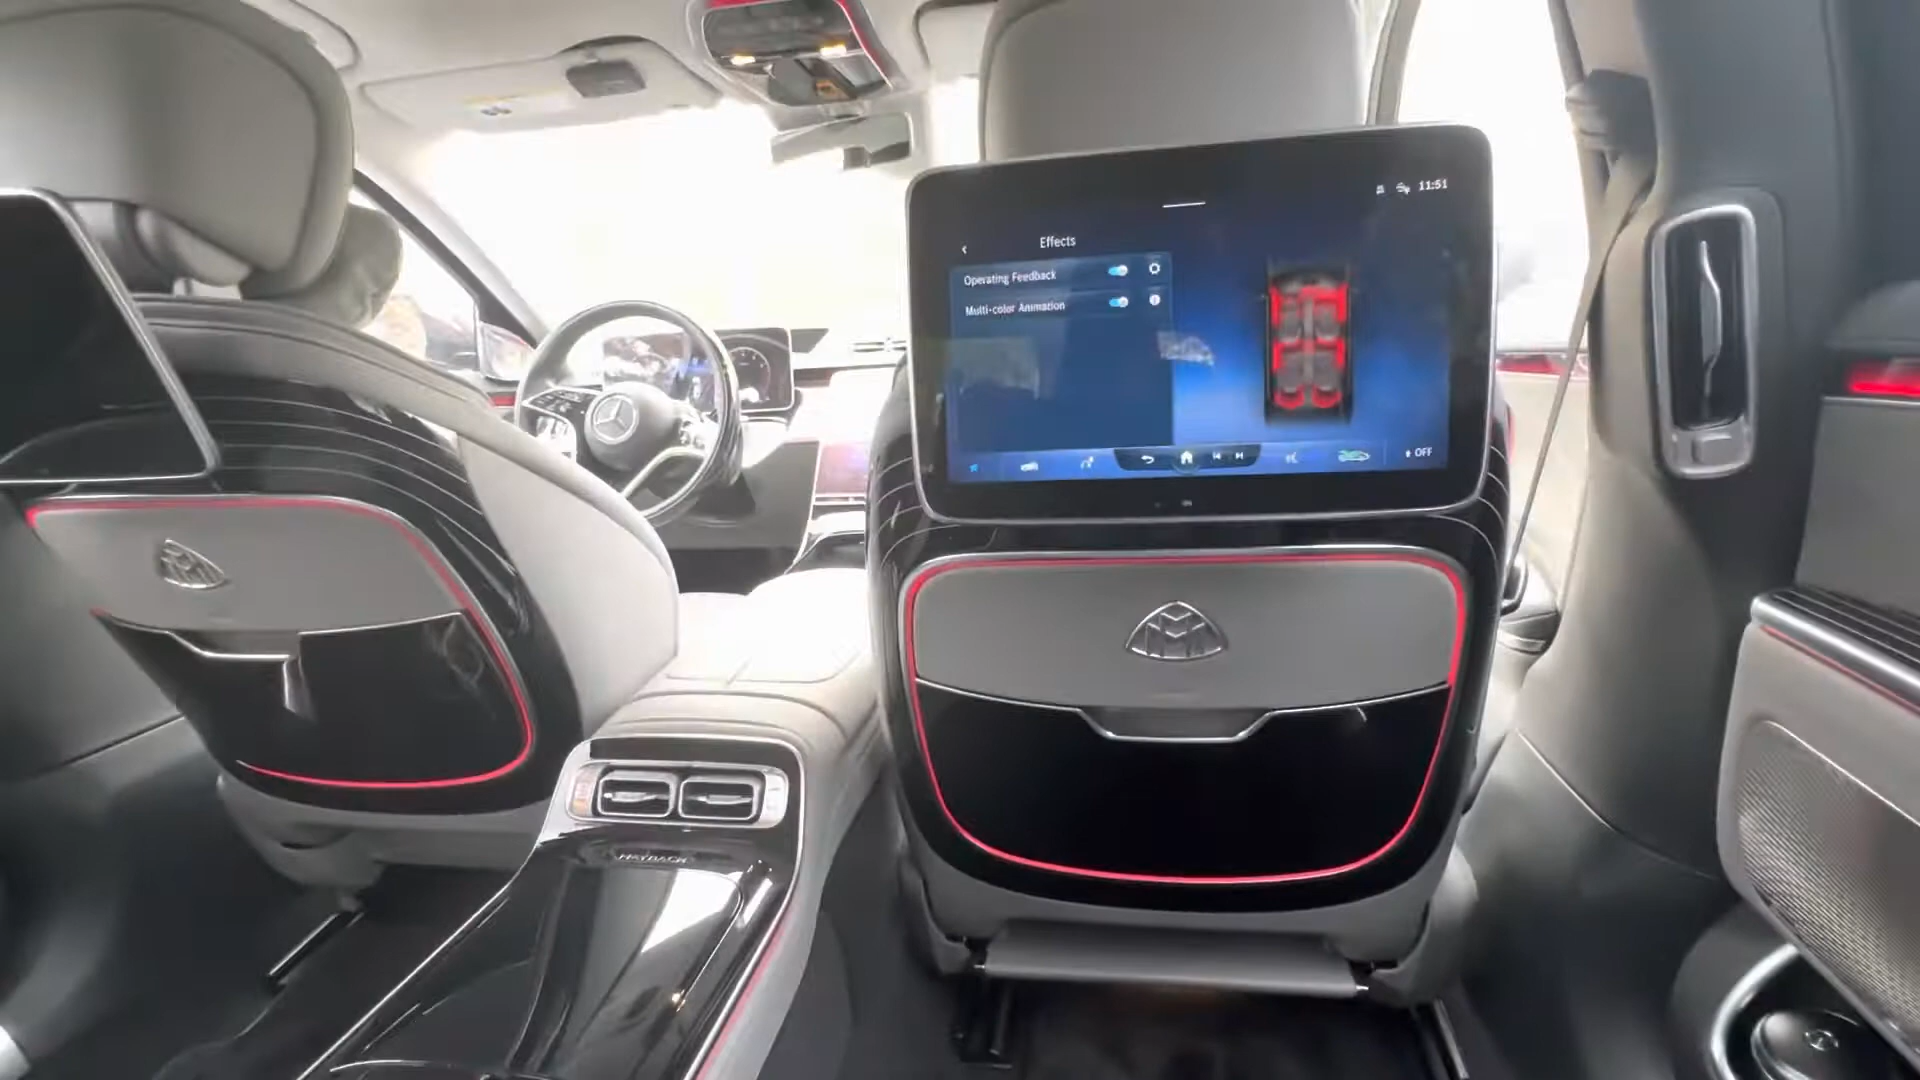 11:51
Effects
Operating Feedback
Multi-color Animation
OFF
MAYBACH